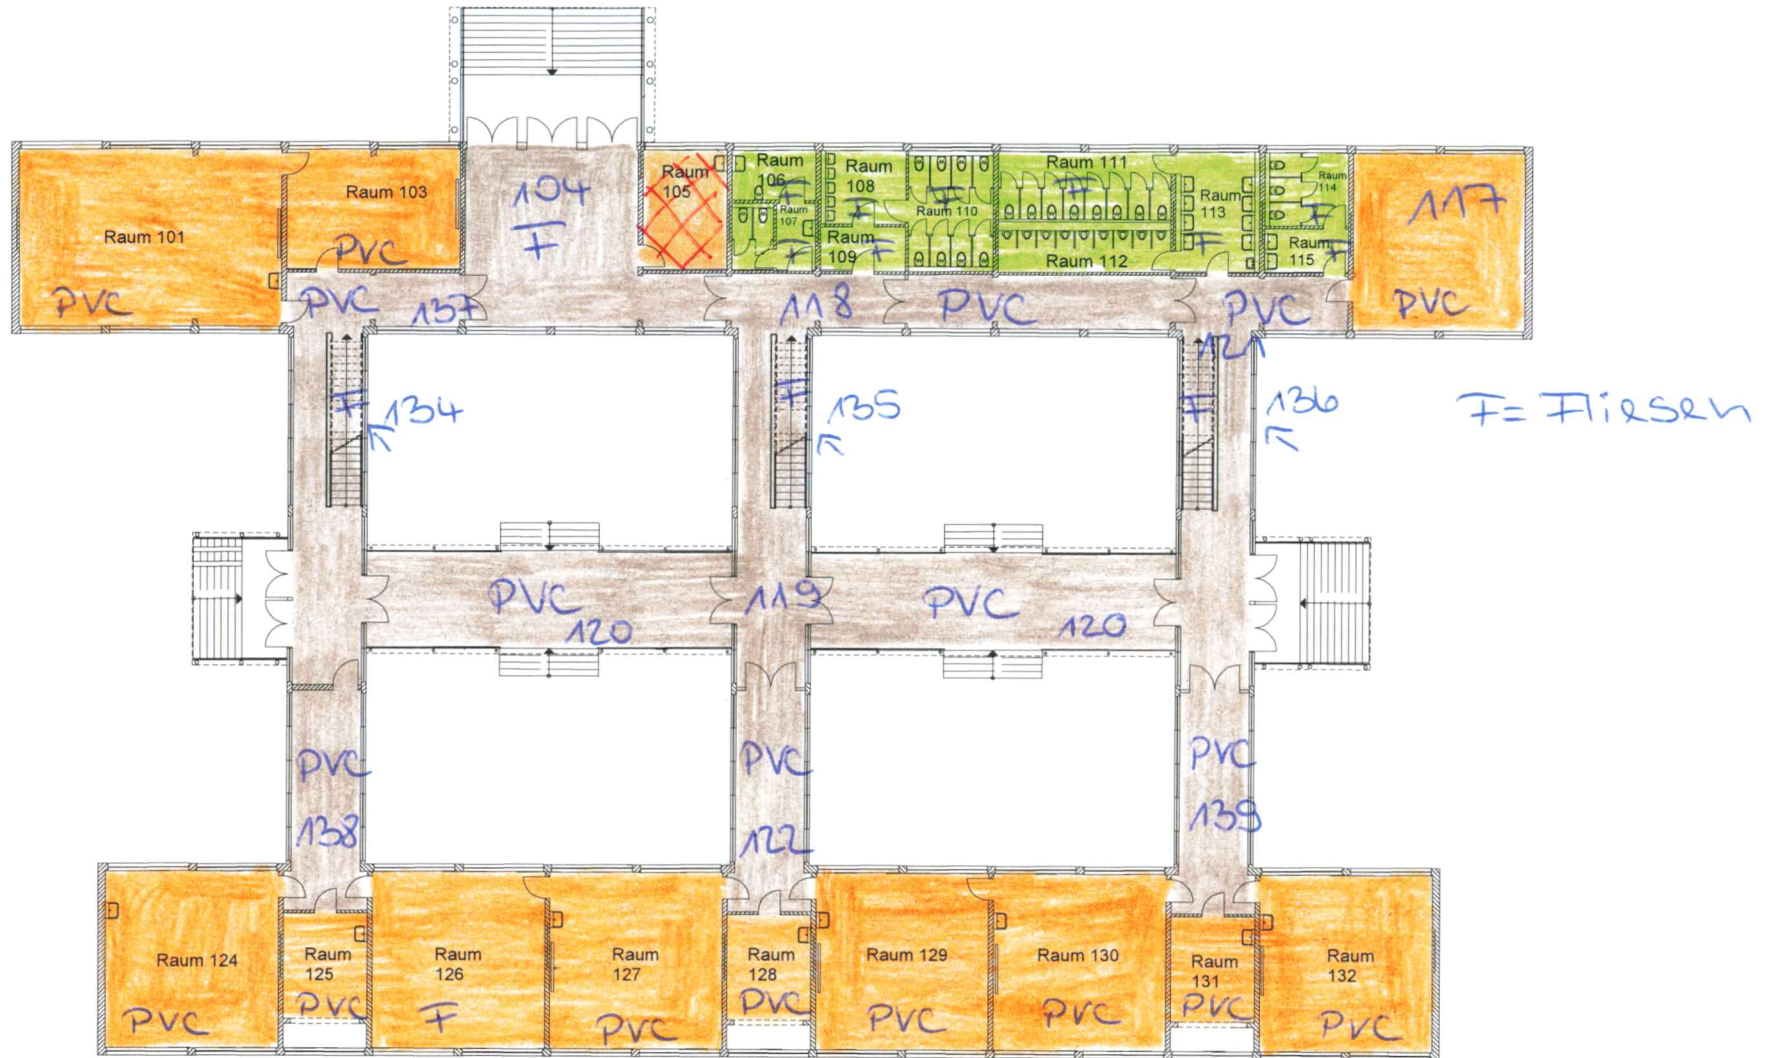 Raum 101
PVC
Raum 103
PVC
104
F
Raum
105
Raum
106
F
Raum
107
F
Raum
108
F
Raum
109
F
F
Raum 110
Raum 111
F
Raum 112
Raum
113
F
Raum
114
F
Raum
115
F
117
PVC
PVC
137
118
PVC
PVC
121
F
134
F
135
F
136
F= Fliesen
PVC
120
119
PVC
120
PVC
138
PVC
122
PVC
139
Raum 124
PVC
Raum
125
PVC
Raum
126
F
Raum
127
PVC
Raum
128
PVC
Raum 129
PVC
Raum 130
PVC
Raum
131
PVC
Raum
132
PVC